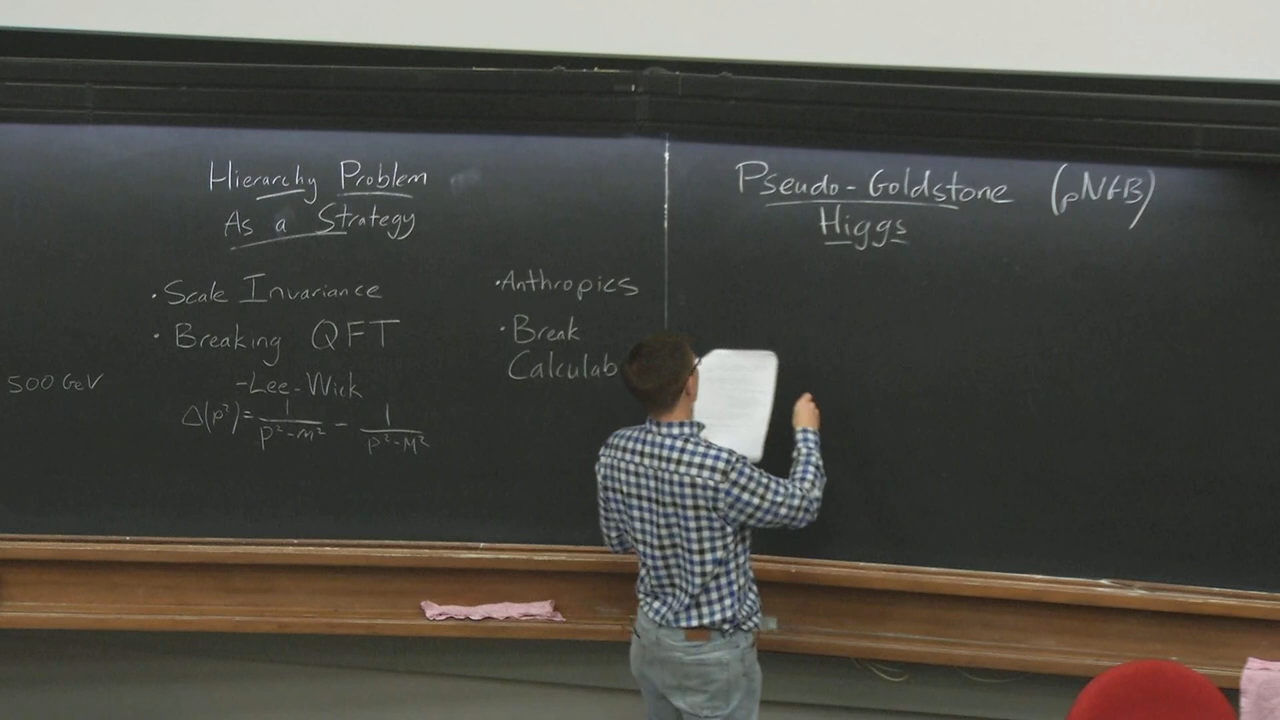 Hierarchy Problem
As a Strategy
· Scale Invariance
· Breaking QFT
500 GeV
-Lee-Wick
Δ(p²) = 1/(p²-m²) - 1/(p²-M²)
· Anthropics
· Break
Calculab
Pseudo-Goldstone (pNGB)
Higgs